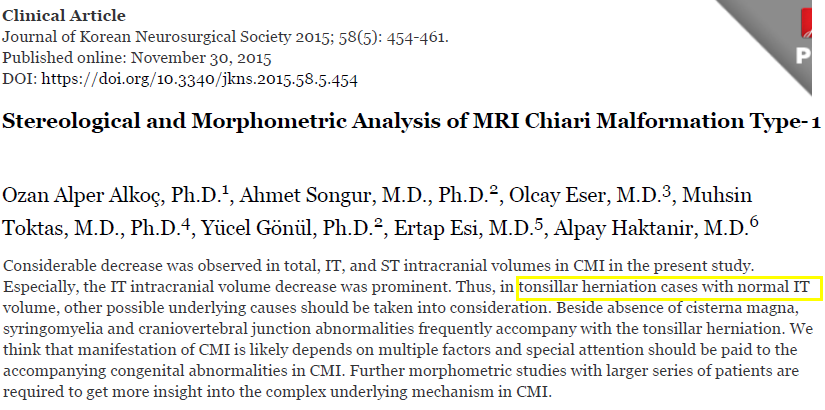 Clinical Article
Journal of Korean Neurosurgical Society 2015; 58(5): 454-461.
Published online: November 30, 2015
DOI: https://doi.org/10.3340/jkns.2015.58.5.454
Stereological and Morphometric Analysis of MRI Chiari Malformation Type-1
Ozan Alper Alkoç, Ph.D.1, Ahmet Songur, M.D., Ph.D.2, Olcay Eser, M.D.3, Muhsin
Toktas, M.D., Ph.D.4, Yücel Gönül, Ph.D.2, Ertap Esi, M.D.5, Alpay Haktanir, M.D.6
Considerable decrease was observed in total, IT, and ST intracranial volumes in CMI in the present study.
Especially, the IT intracranial volume decrease was prominent. Thus, in tonsillar herniation cases with normal IT
volume, other possible underlying causes should be taken into consideration. Beside absence of cisterna magna,
syringomyelia and craniovertebral junction abnormalities frequently accompany with the tonsillar herniation. We
think that manifestation of CMI is likely depends on multiple factors and special attention should be paid to the
accompanying congenital abnormalities in CMI. Further morphometric studies with larger series of patients are
required to get more insight into the complex underlying mechanism in CMI.